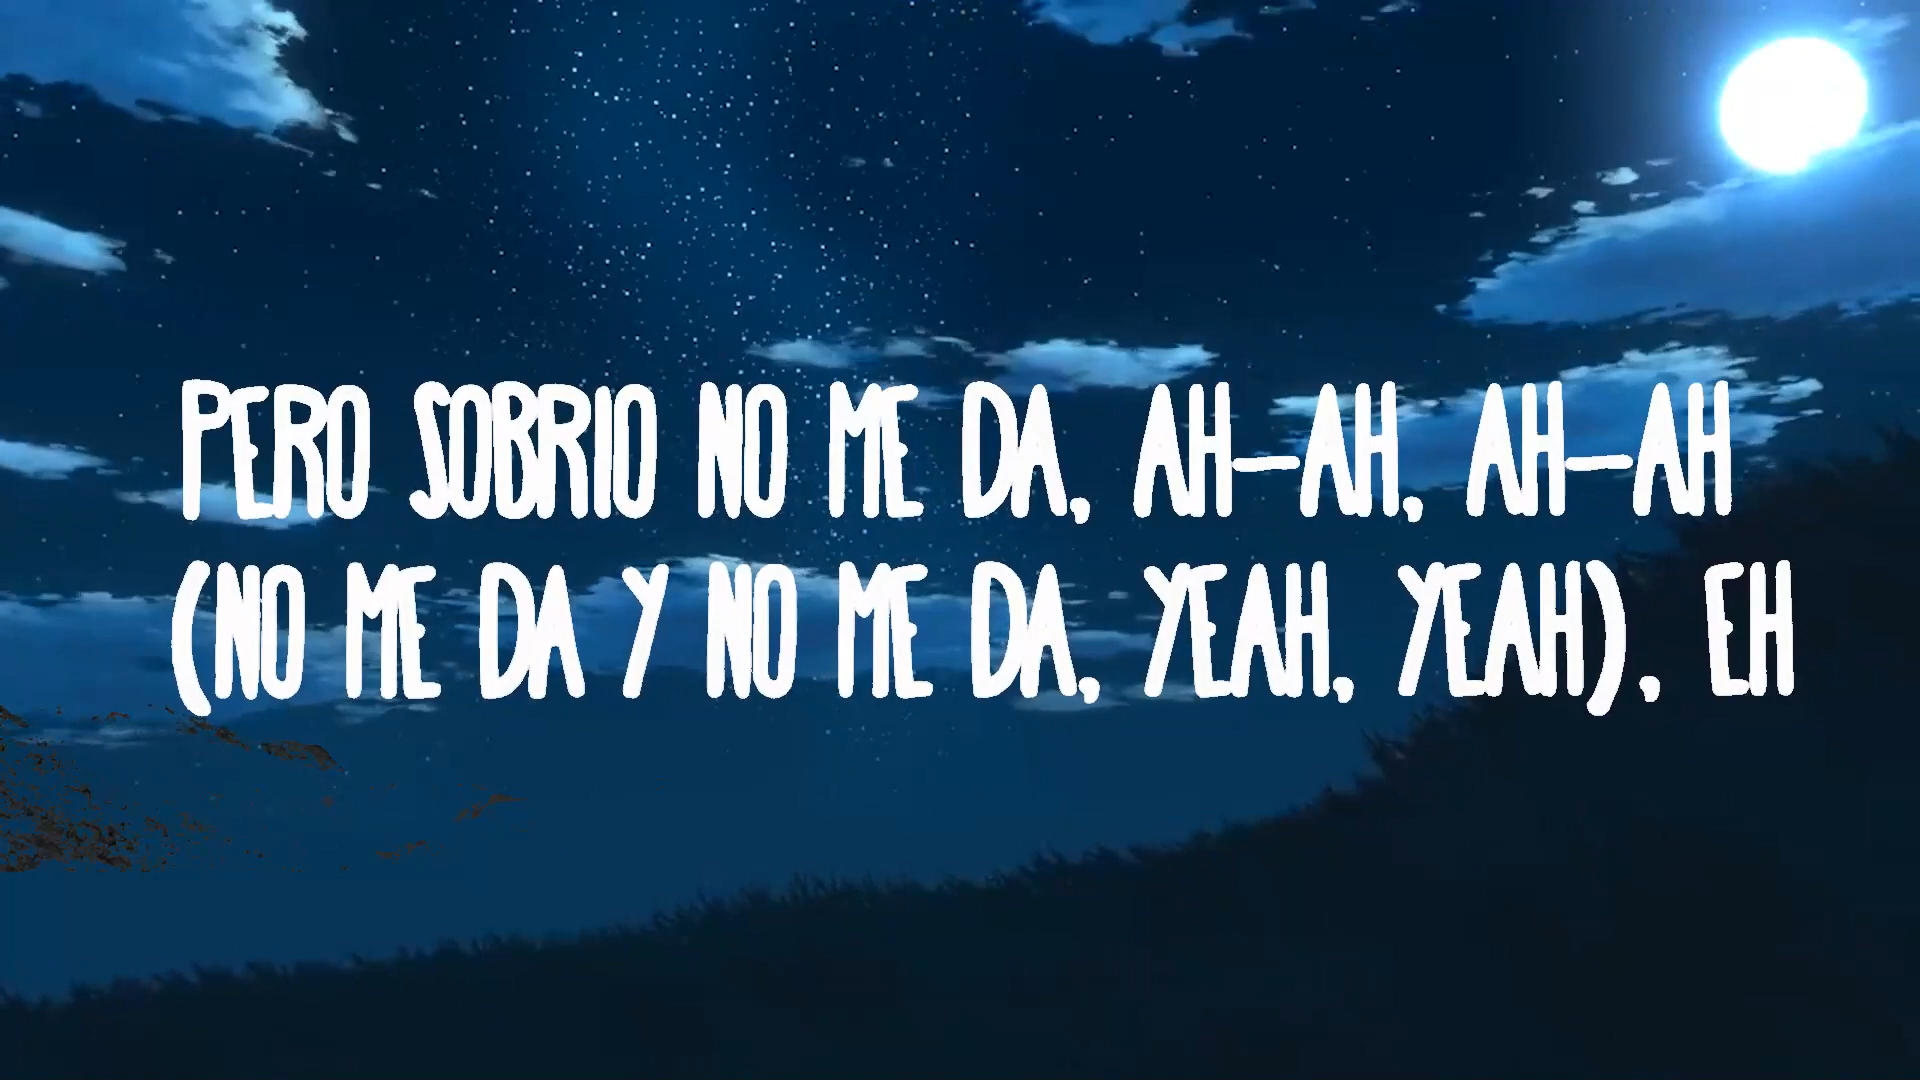 PERO SOBRIO NO ME DA, AH-AH, AH-AH
(NO ME DA Y NO ME DA, YEAH, YEAH), EH